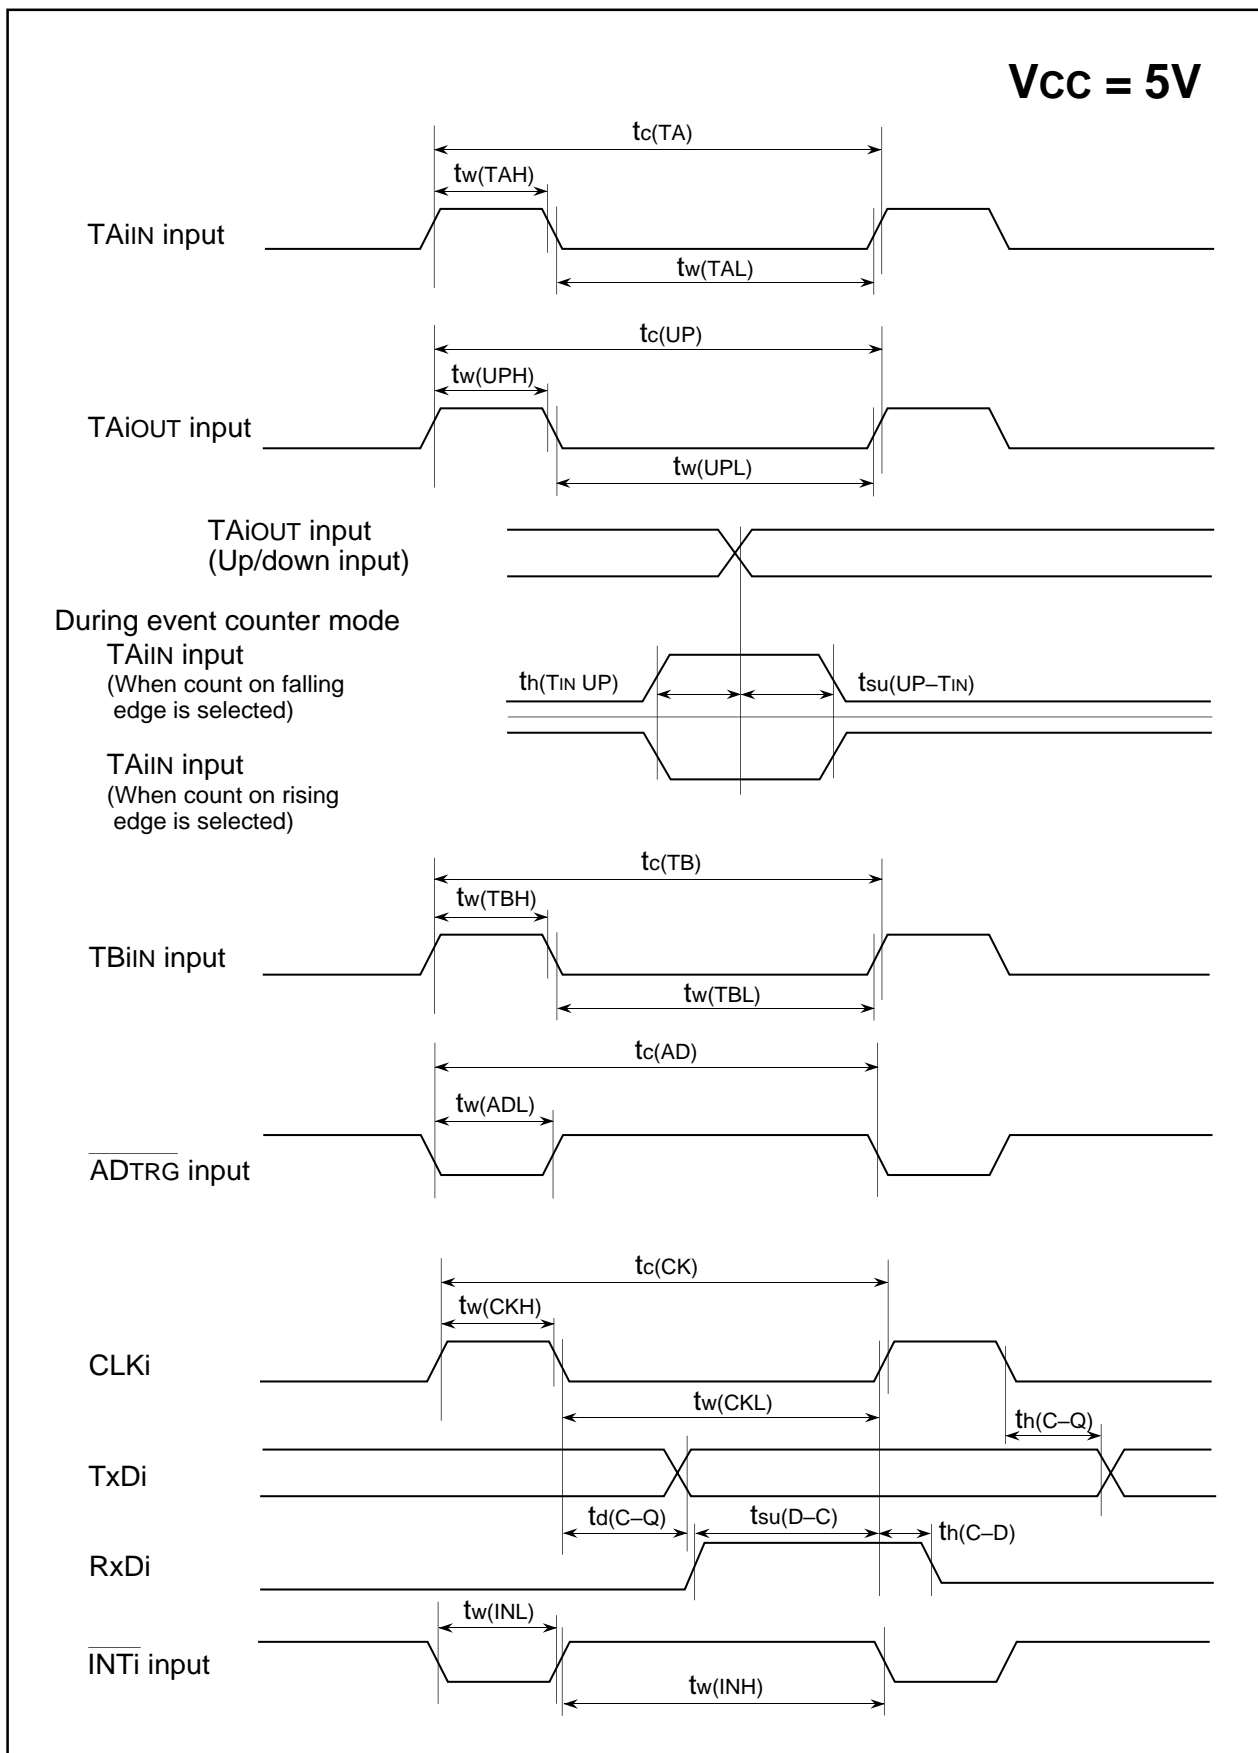 VCC = 5V
tc(TA)
tw(TAH)
TAiIN input
tw(TAL)
tc(UP)
tw(UPH)
TAiOUT input
tw(UPL)
TAiOUT input
(Up/down input)
During event counter mode
TAiIN input
(When count on falling
edge is selected)
th(TIN UP)
tsu(UP–TIN)
TAiIN input
(When count on rising
edge is selected)
tc(TB)
tw(TBH)
TBiIN input
tw(TBL)
tc(AD)
tw(ADL)
ADTRG input
tc(CK)
tw(CKH)
CLKi
tw(CKL)
th(C–Q)
TxDi
td(C–Q)
tsu(D–C)
th(C–D)
RxDi
tw(INL)
INTi input
tw(INH)